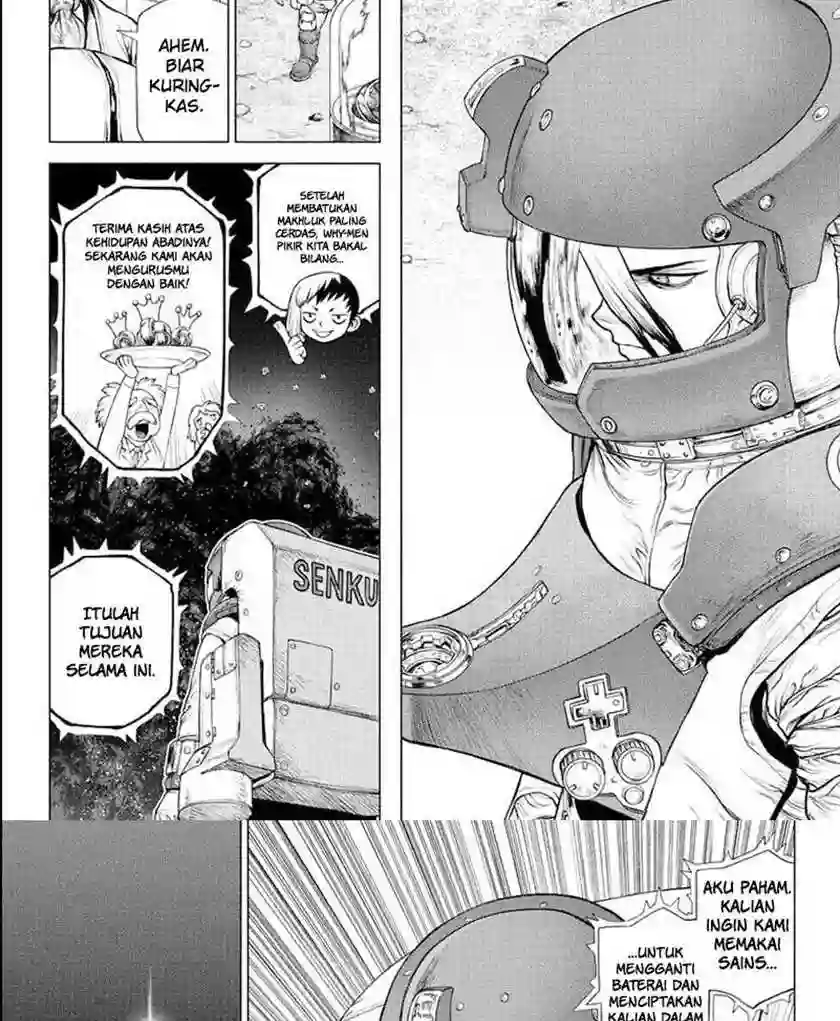 AHEM.
BIAR
KURING-
KAS.
SETELAH
MEMBATUKAN
MAKHLUK PALING
CERDAS, WHY-MEN
PIKIR KITA BAKAL
BILANG...
TERIMA KASIH ATAS
KEHIDUPAN ABADINYA!
SEKARANG KAMI AKAN
MENGURUSMU
DENGAN BAIK!
SENKU
ITULAH
TUJUAN
MEREKA
SELAMA INI.
AKU PAHAM.
KALIAN
INGIN KAMI
MEMAKAI
SAINS...
...UNTUK
MENGGANTI
BATERAI DAN
MENCIPTAKAN
KALIAN DALAM